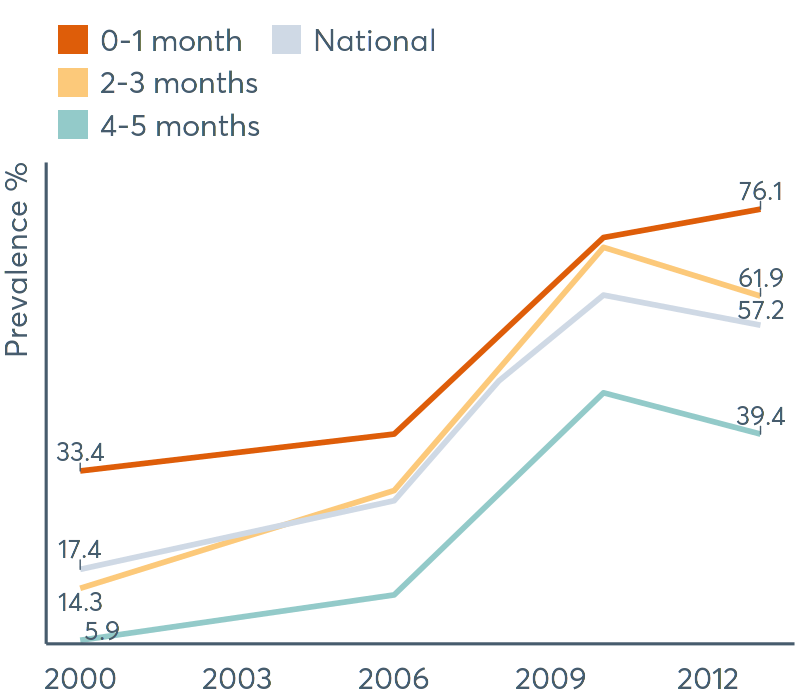 0-1 month National
2-3 months
4-5 months
Prevalence %
76.1
61.9
57.2
39.4
33.4
17.4
14.3
5.9
2000 2003 2006 2009 2012